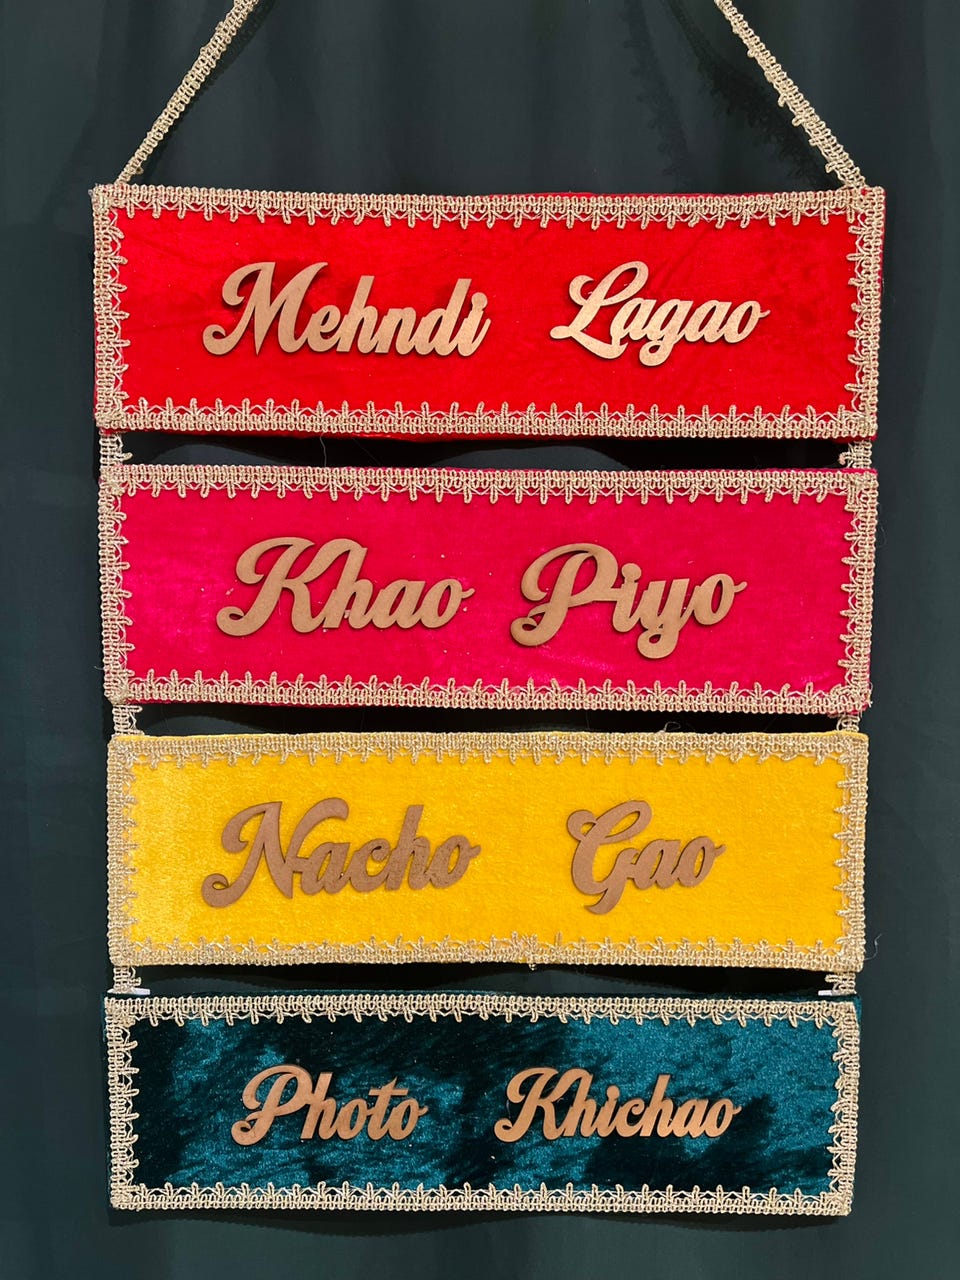 Mehndi Lagao
Khao Piyo
Nacho Gao
Photo Khichao